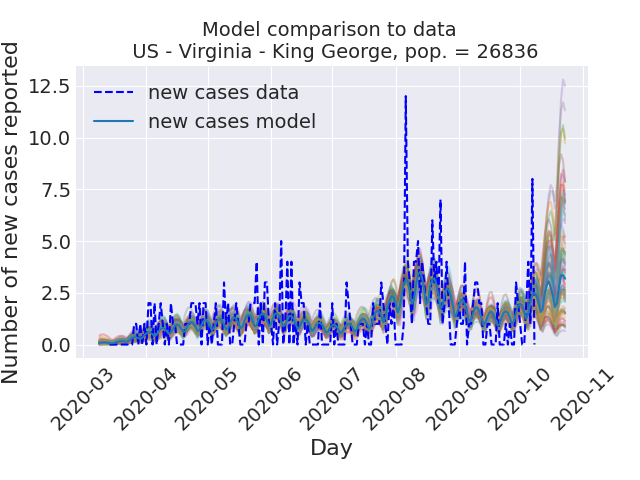 Model comparison to data
US - Virginia - King George, pop. = 26836
Number of new cases reported
12.5
10.0
7.5
5.0
2.5
0.0
new cases data
new cases model
2020-03
2020-04
2020-05
2020-06
2020-07
2020-08
2020-09
2020-10
2020-11
Day